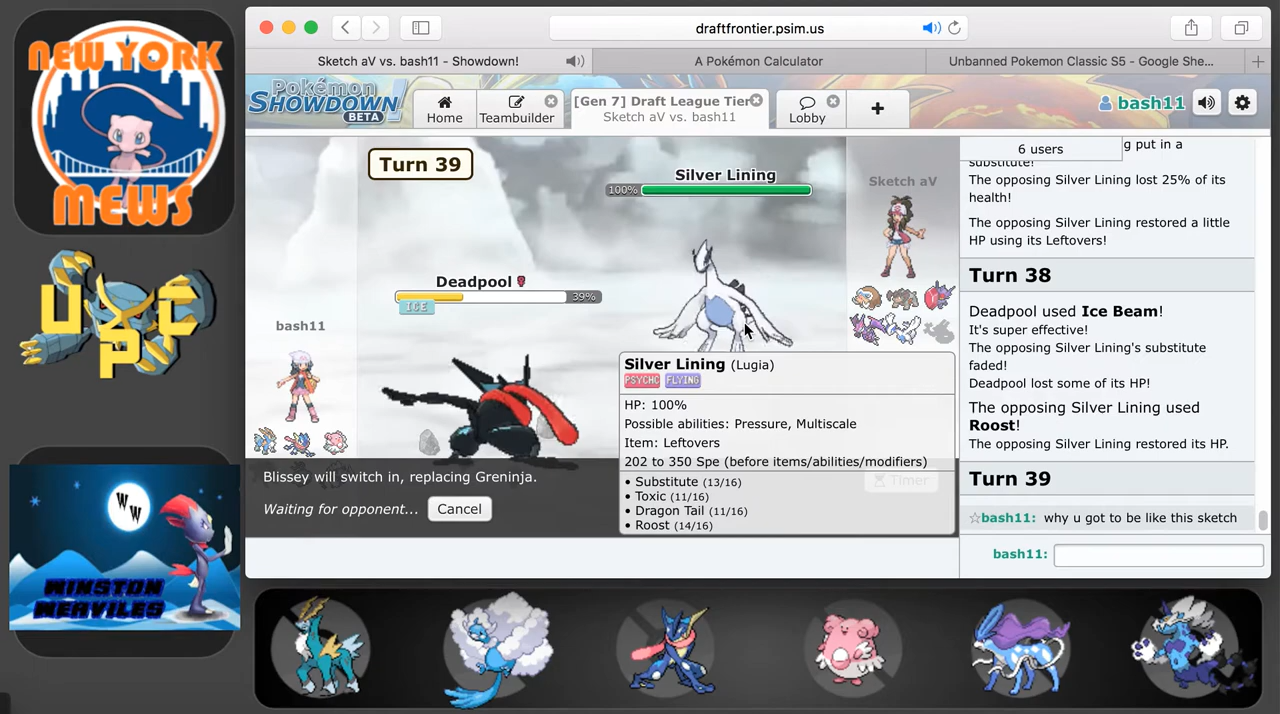 NEW YORK
MEWS
UPC
W W
WINSTON
WEAVILES
draftfrontier.psim.us
Sketch aV vs. bash11 - Showdown!
A Pokémon Calculator
Unbanned Pokemon Classic S5 - Google She...
Pokémon
SHOWDOWN!
BETA
Home
Teambuilder
[Gen 7] Draft League Tier
Sketch aV vs. bash11
Lobby
bash11
Turn 39
Silver Lining
100%
Sketch aV
Deadpool
39%
ICE
bash11
Silver Lining (Lugia)
PSYCHC FLYING
HP: 100%
Possible abilities: Pressure, Multiscale
Item: Leftovers
202 to 350 Spe (before items/abilities/modifiers)
• Substitute (13/16)
• Toxic (11/16)
• Dragon Tail (11/16)
• Roost (14/16)
Timer
Blissey will switch in, replacing Greninja.
Waiting for opponent... Cancel
6 users
g put in a
substitute!
The opposing Silver Lining lost 25% of its
health!
The opposing Silver Lining restored a little
HP using its Leftovers!
Turn 38
Deadpool used Ice Beam!
It's super effective!
The opposing Silver Lining's substitute
faded!
Deadpool lost some of its HP!
The opposing Silver Lining used
Roost!
The opposing Silver Lining restored its HP.
Turn 39
☆bash11: why u got to be like this sketch
bash11: